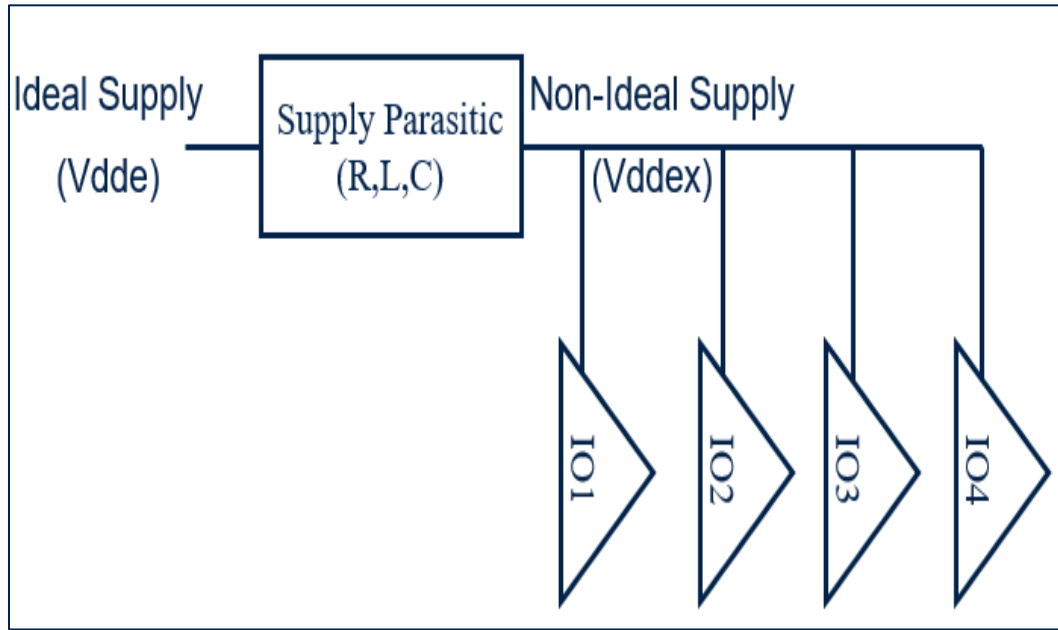 Ideal Supply
(Vdde)
Supply Parasitic
(R,L,C)
Non-Ideal Supply
(Vddex)
IO1
IO2
IO3
IO4